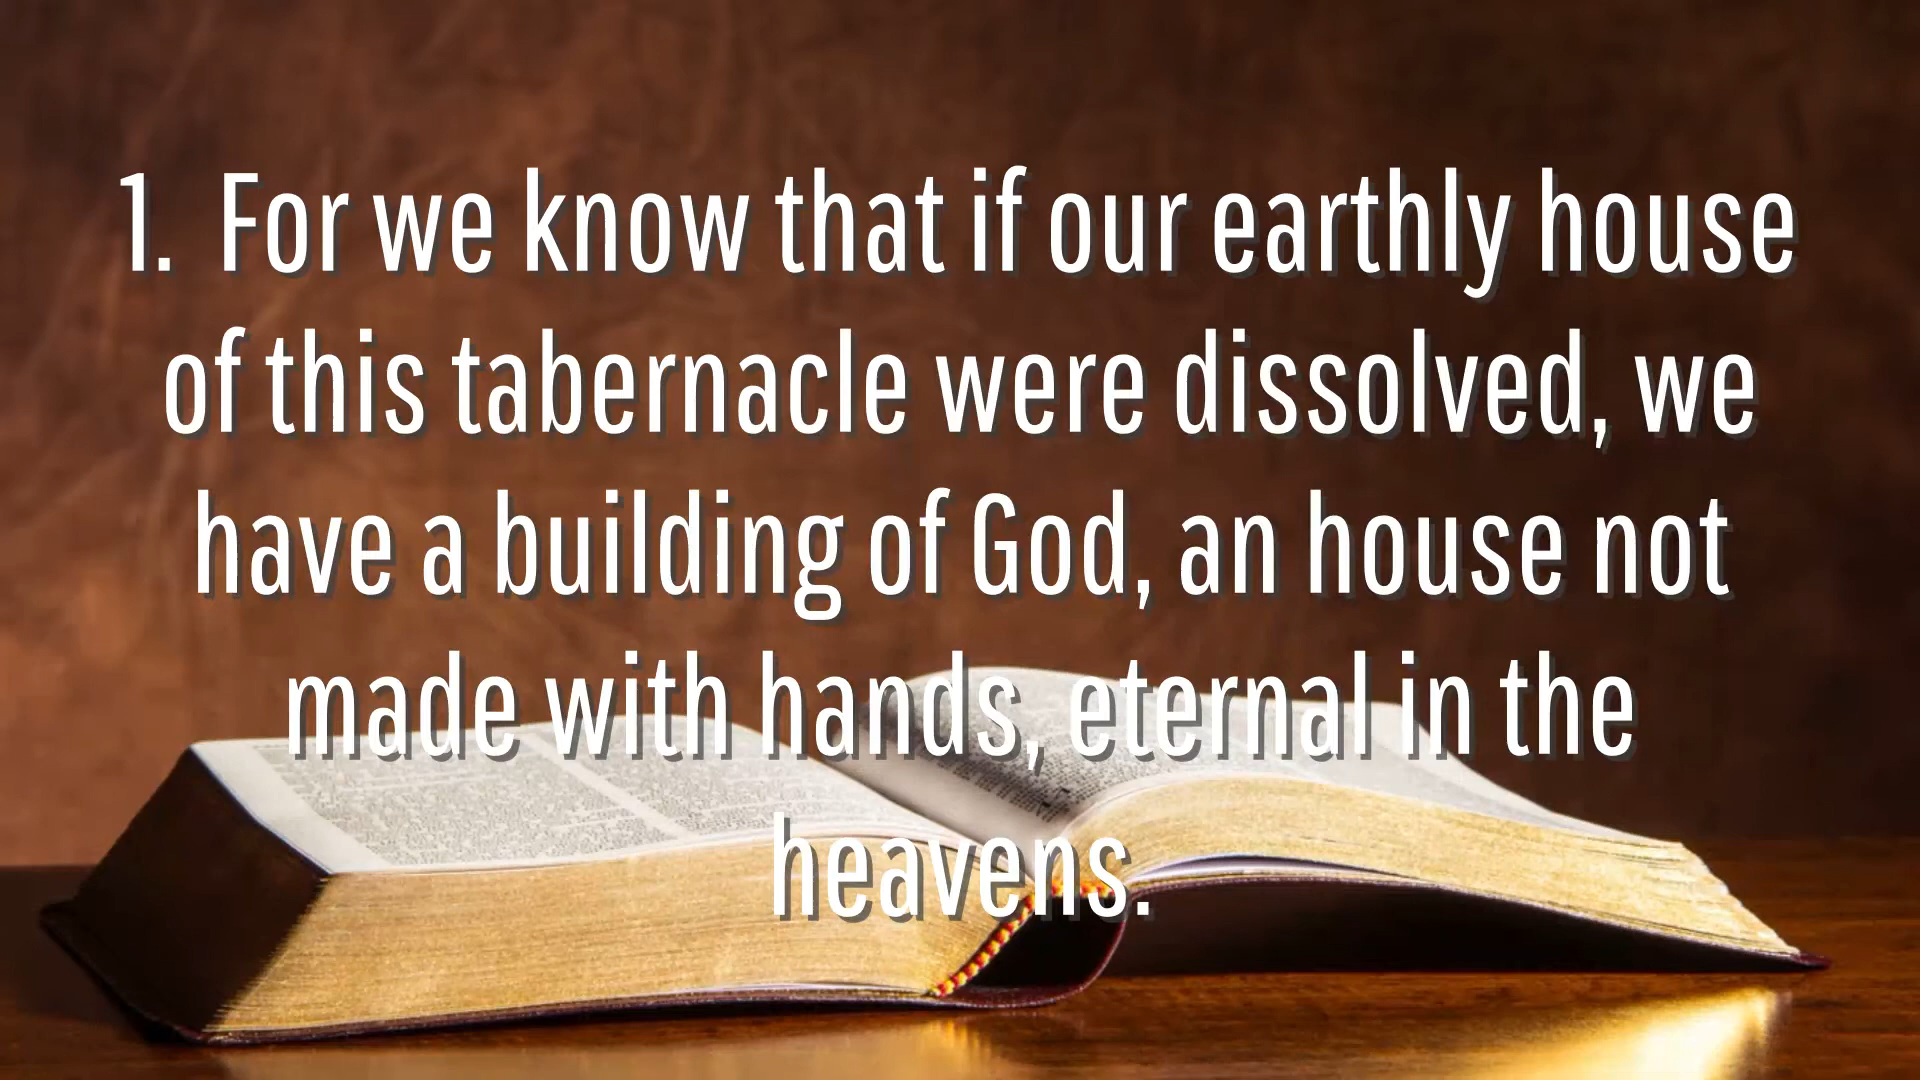 1. For we know that if our earthly house
of this tabernacle were dissolved, we
have a building of God, an house not
made with hands, eternal in the
heavens.